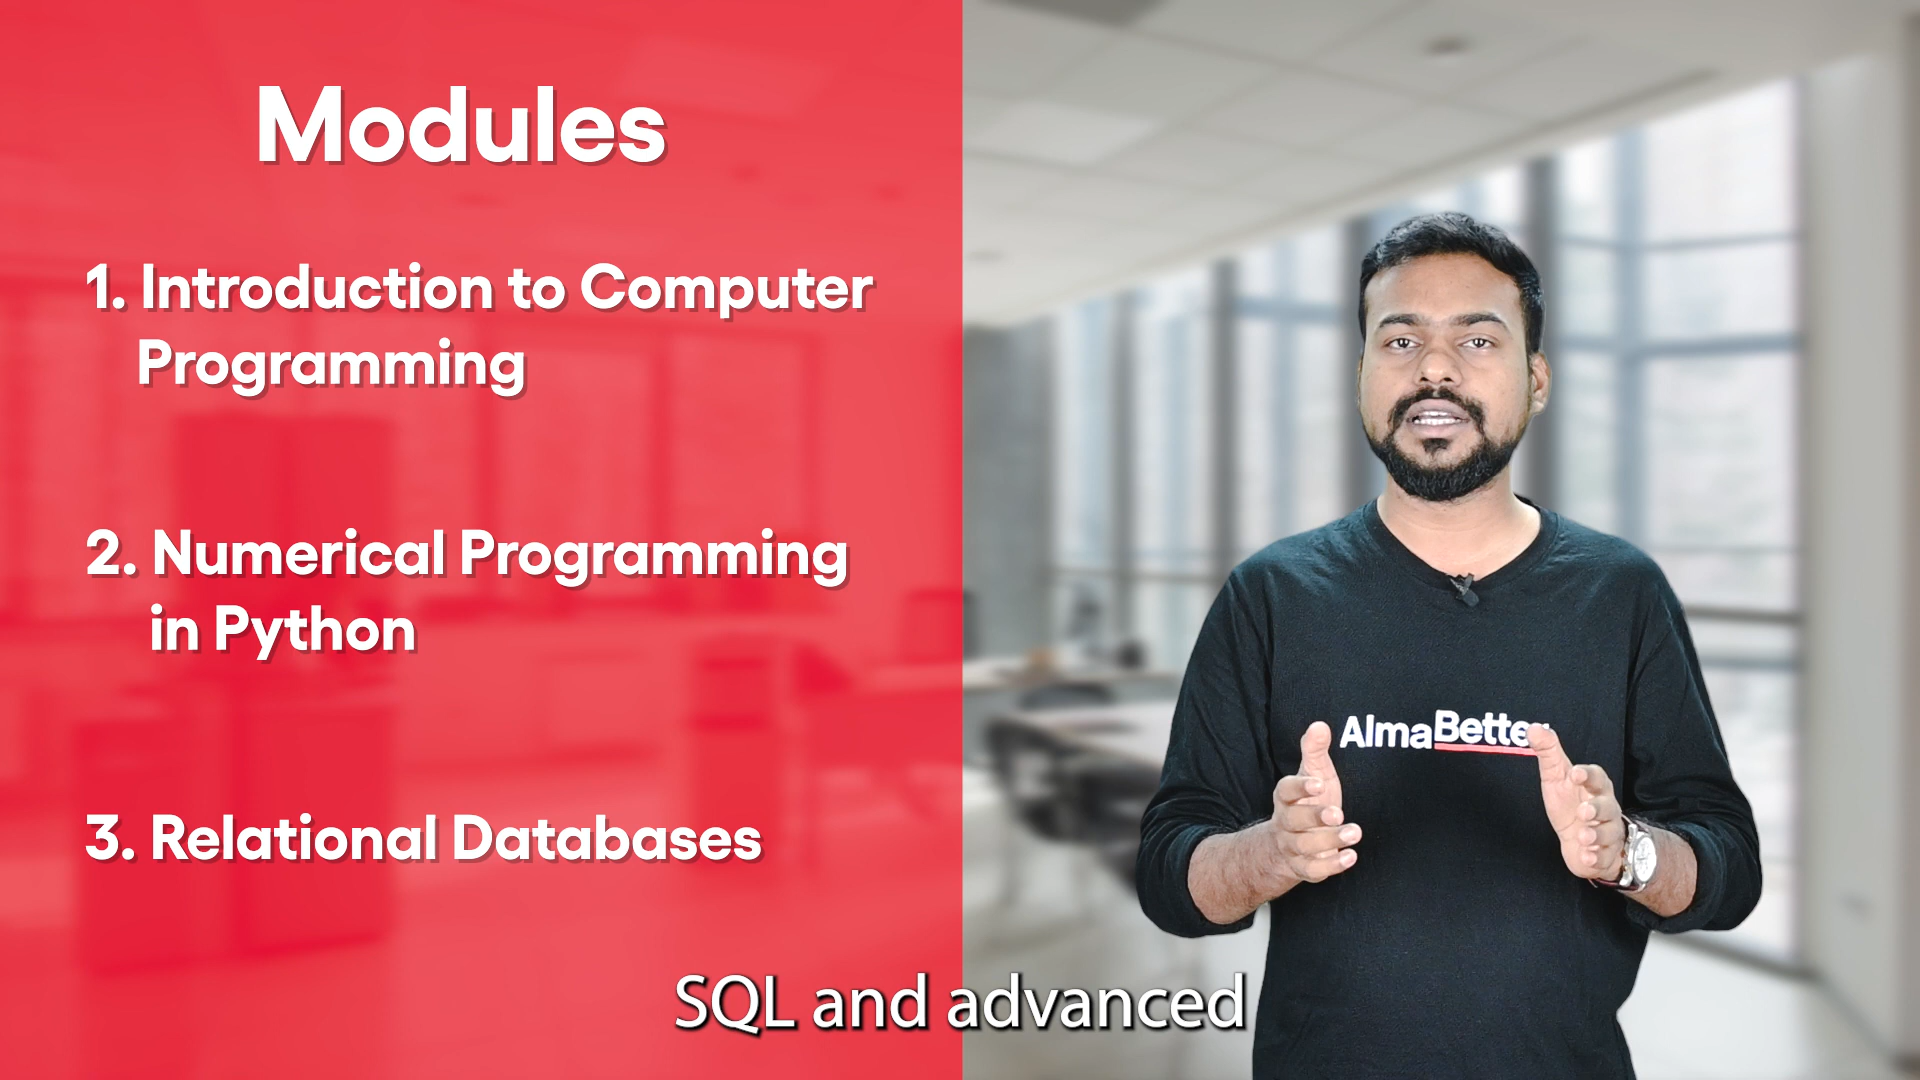 Modules
1. Introduction to Computer
Programming
2. Numerical Programming
in Python
3. Relational Databases
AlmaBette
SQL and advanced